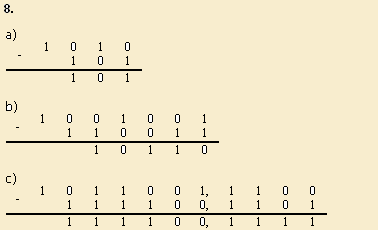 8.
a)
1 0 1 0
- 1 0 1
1 0 1
b)
1 0 0 1 0 0 1
- 1 1 0 0 1 1
1 0 1 1 0
c)
1 0 1 1 0 0 1, 1 1 0 0
- 1 1 1 1 0 0, 1 1 0 1
1 1 1 1 0 0, 1 1 1 1